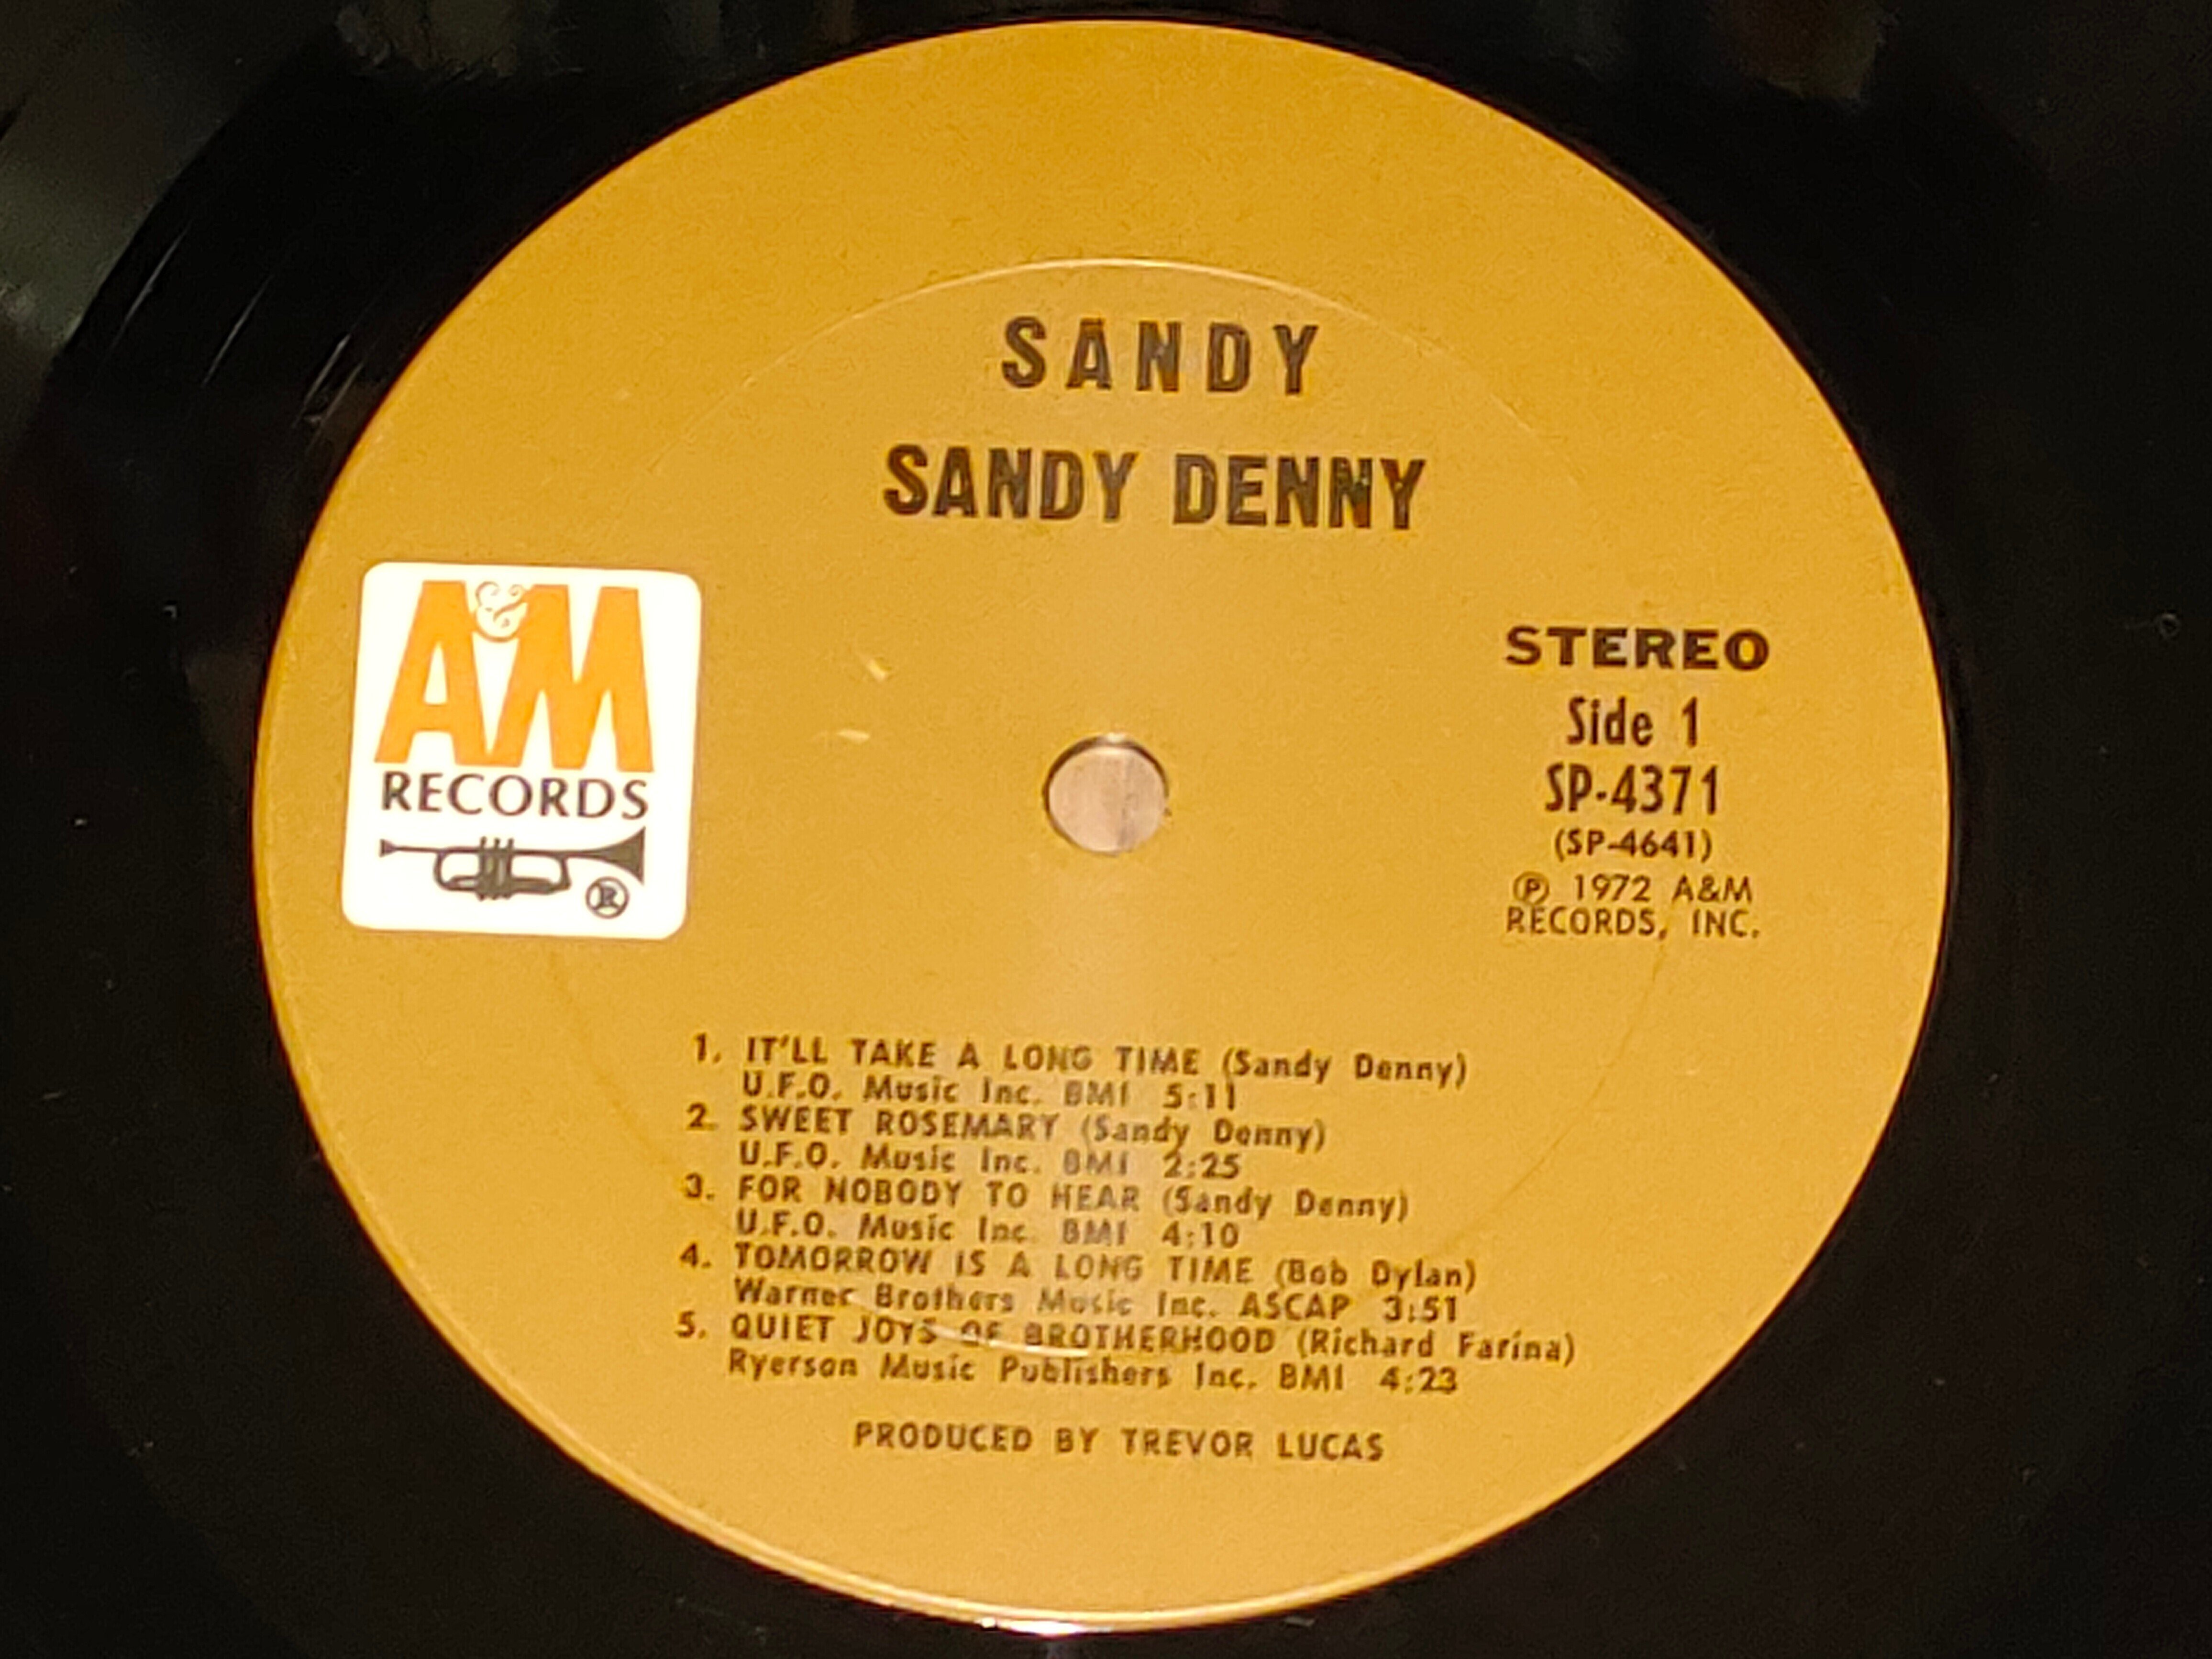 SANDY
SANDY DENNY
A&M
RECORDS
®
STEREO
Side 1
SP-4371
(SP-4641)
℗ 1972 A&M
RECORDS, INC.
1. IT'LL TAKE A LONG TIME (Sandy Denny)
U.F.O. Music Inc. BMI 5:11
2. SWEET ROSEMARY (Sandy Denny)
U.F.O. Music Inc. BMI 2:25
3. FOR NOBODY TO HEAR (Sandy Denny)
U.F.O. Music Inc. BMI 4:10
4. TOMORROW IS A LONG TIME (Bob Dylan)
Warner Brothers Music Inc. ASCAP 3:51
5. QUIET JOYS OF BROTHERHOOD (Richard Farina)
Ryerson Music Publishers Inc. BMI 4:23
PRODUCED BY TREVOR LUCAS